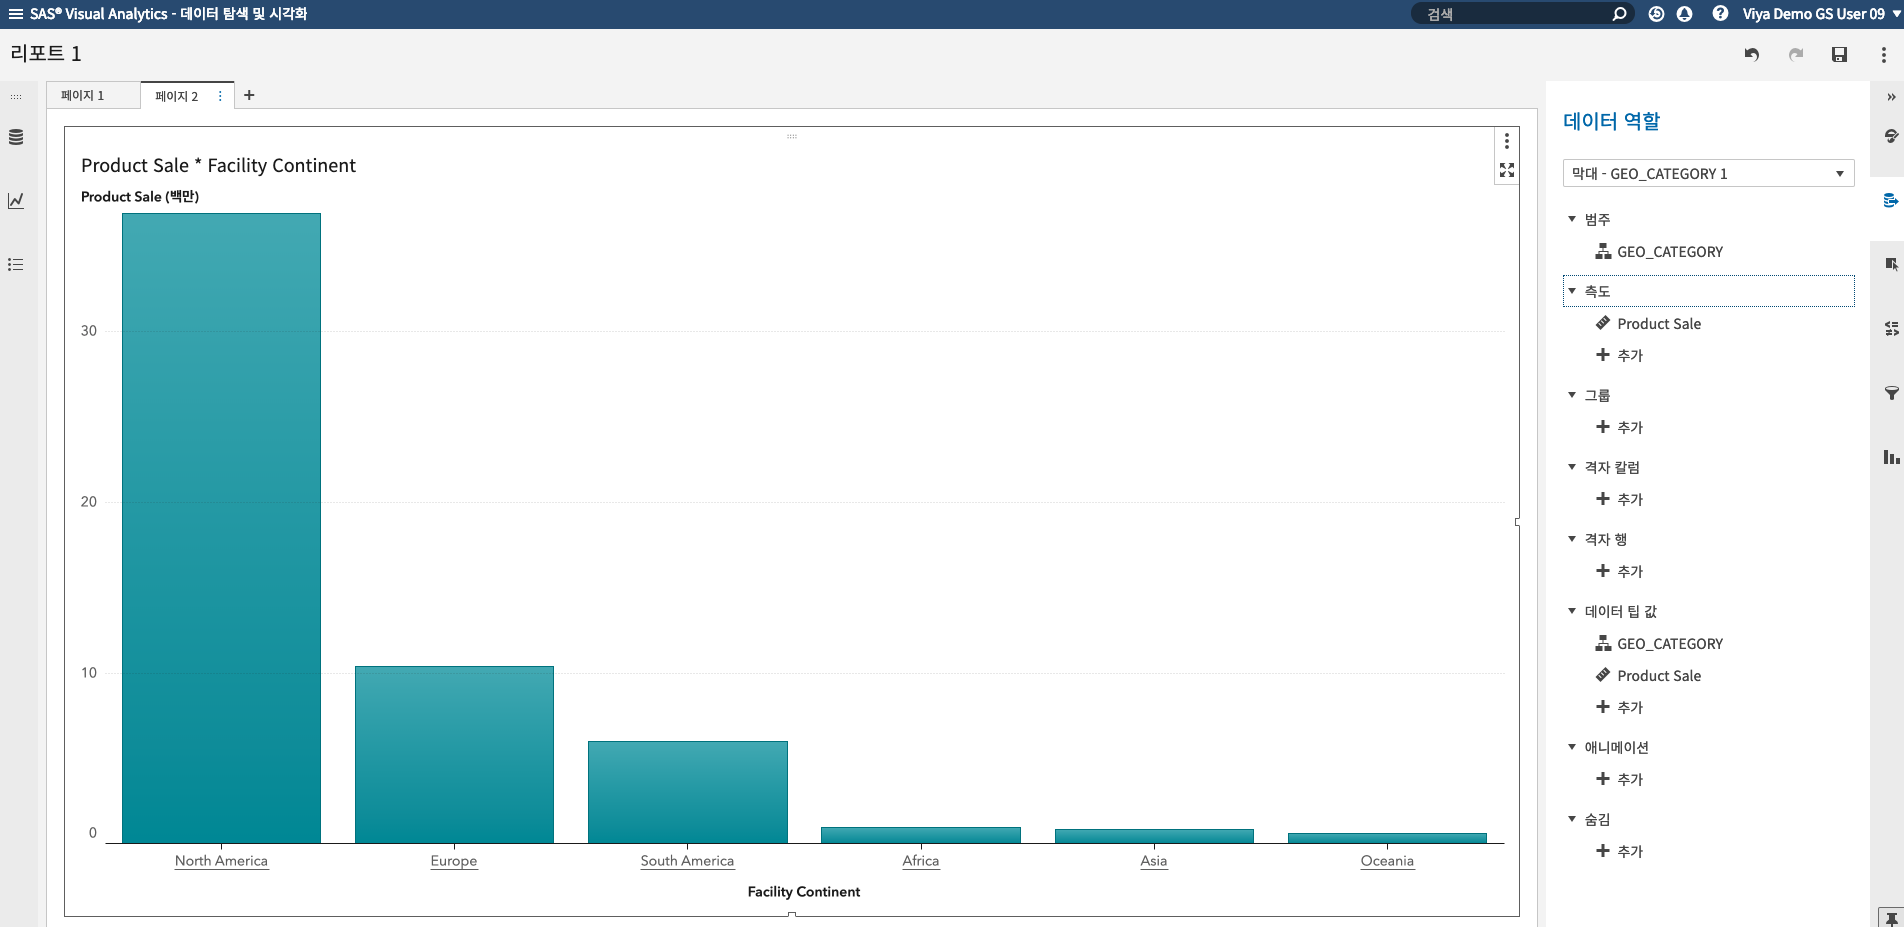 SAS® Visual Analytics - 데이터 탐색 및 시각화
검색
Viya Demo GS User 09
리포트 1
페이지 1
페이지 2
Product Sale * Facility Continent
Product Sale (백만)
30
20
10
0
North America
Europe
South America
Africa
Asia
Oceania
Facility Continent
데이터 역할
막대 - GEO_CATEGORY 1
범주
GEO_CATEGORY
측도
Product Sale
추가
그룹
추가
격자 칼럼
추가
격자 행
추가
데이터 팁 값
GEO_CATEGORY
Product Sale
추가
애니메이션
추가
숨김
추가